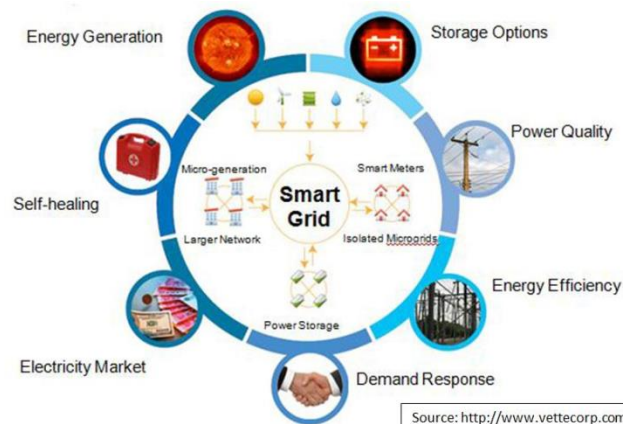 Energy Generation
Storage Options
Power Quality
Micro-generation
Smart Meters
Smart
Grid
Self-healing
Larger Network
Isolated Microgrids
Energy Efficiency
Power Storage
Electricity Market
Demand Response
Source: http://www.vettecorp.com